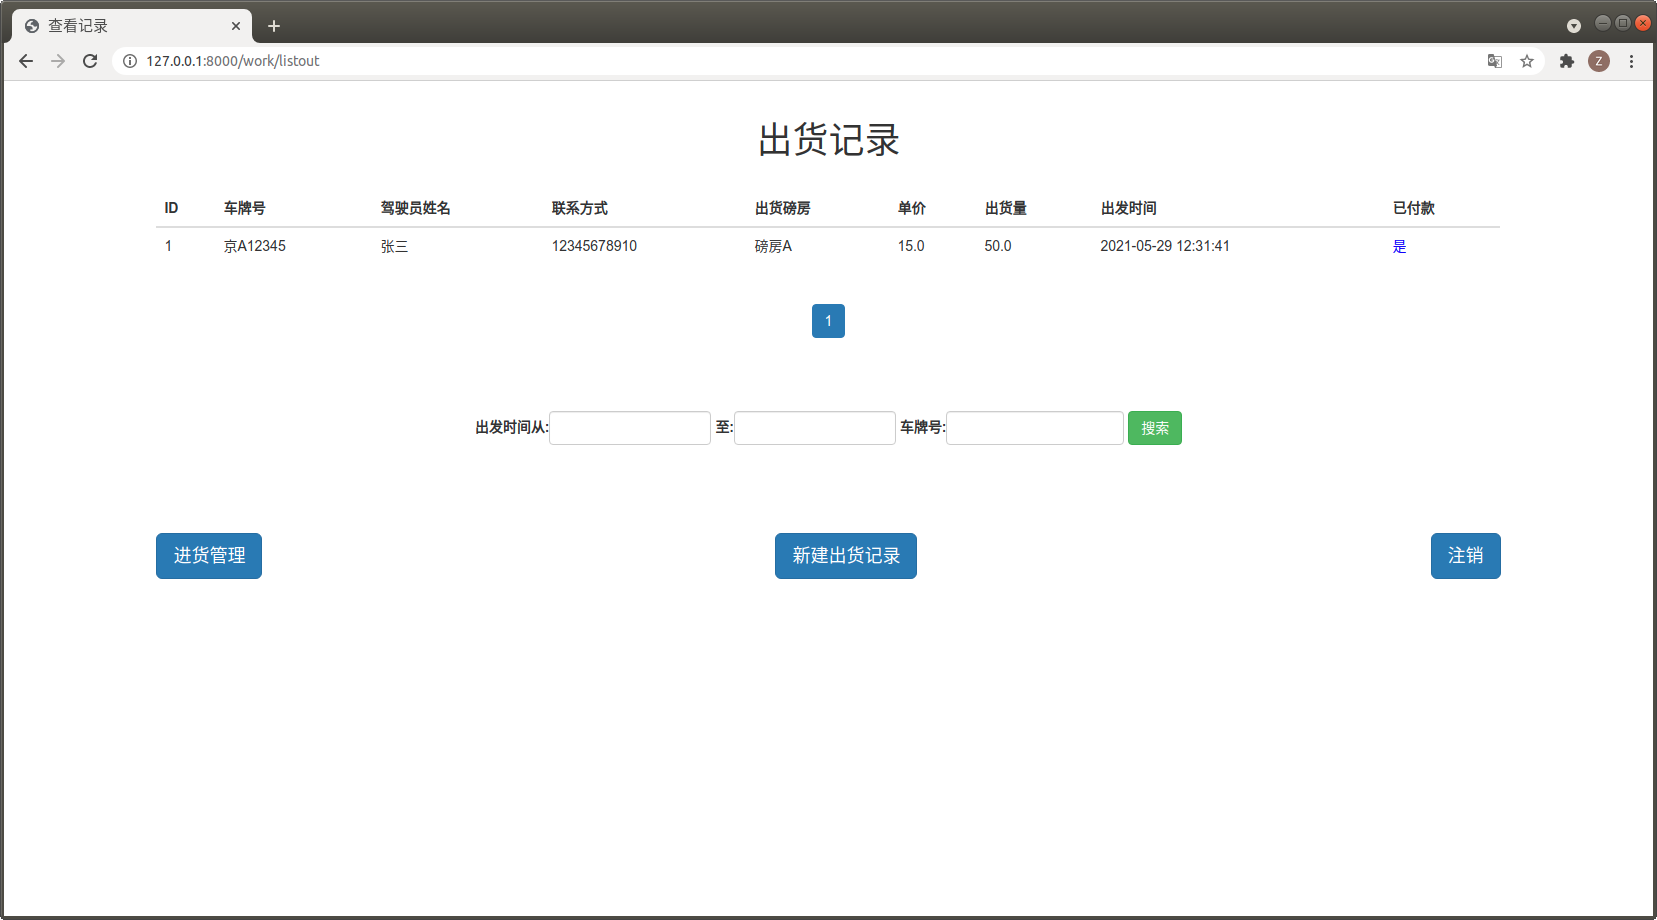 查看记录
127.0.0.1:8000/work/listout
Z
出货记录
ID 车牌号 驾驶员姓名 联系方式 出货磅房 单价 出货量 出发时间 已付款
1 京A12345 张三 12345678910 磅房A 15.0 50.0 2021-05-29 12:31:41 是
1
出发时间从: 至: 车牌号: 搜索
进货管理 新建出货记录 注销